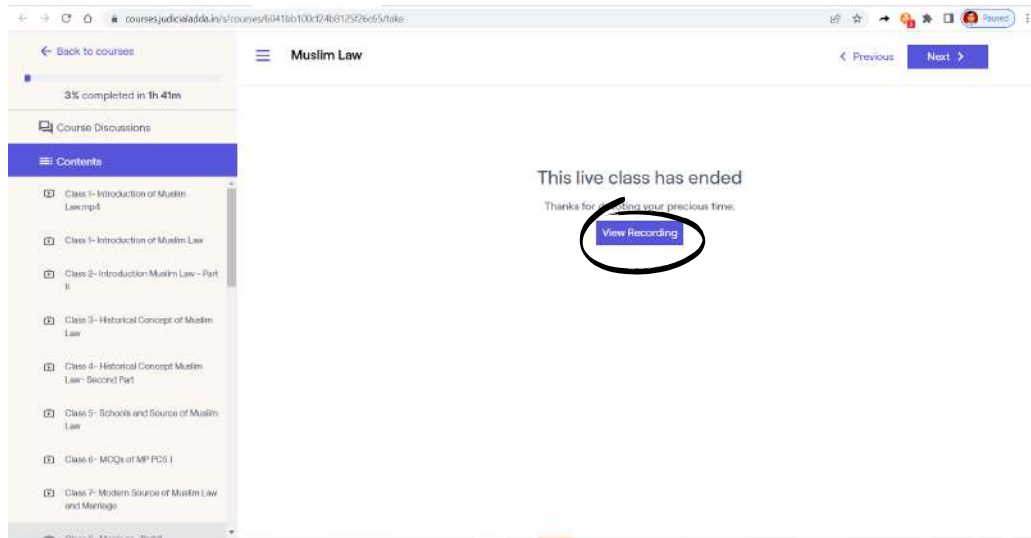 courses.judicialadda.in/s/courses/6041bb100cf24b8125f26c65/take
Paused
Back to courses
3% completed in 1h 41m
Course Discussions
Contents
Class 1- Introduction of Muslim
Law.mp4
Class 1- Introduction of Muslim Law
Class 2- Introduction Muslim Law - Part
II
Class 3- Historical Concept of Muslim
Law
Class 4- Historical Concept Muslim
Law- Second Part
Class 5- Schools and Source of Muslim
Law
Class 6- MCQs of MP PCS J
Class 7- Modern Source of Muslim Law
and Marriage
Muslim Law
Previous
Next
This live class has ended
Thanks for devoting your precious time.
View Recording